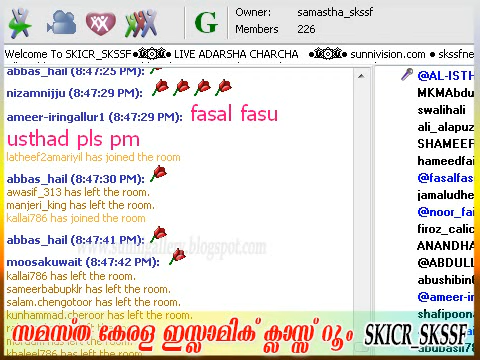 Owner: samastha_skssf
G
Members 226
Welcome To SKICR_SKSSF LIVE ADARSHA CHARCHA sunnivision.com ● skssfne
abbas_hail (8:47:25 PM):
nizamnijju (8:47:29 PM):
ameer-iringallur1 (8:47:29 PM): fasal fasu
usthad pls pm
latheef2amariyil has joined the room
abbas_hail (8:47:30 PM):
awasif_313 has left the room.
manjeri_king has left the room.
kallai786 has joined the room
abbas_hail (8:47:41 PM):
moosakuwait (8:47:42 PM):
kallai786 has left the room.
sameerbabupklr has left the room.
salam.chengotoor has left the room.
kunhammad.cheroor has left the room.
@AL-ISTH
MKMAbdu
swalihali
ali_alapuz
SHAMEEF
hameedfai
@fasalfas
jamaludhe
@noor_fai
firoz_calic
ANANDHA
@ABDULL
abushibin
@ameer-ir
shafipoona
സമസ്ത കേരള ഇസ്ലാമിക് ക്ലാസ്സ് റൂം SKICR_SKSSF
khaleel786 has left the room.